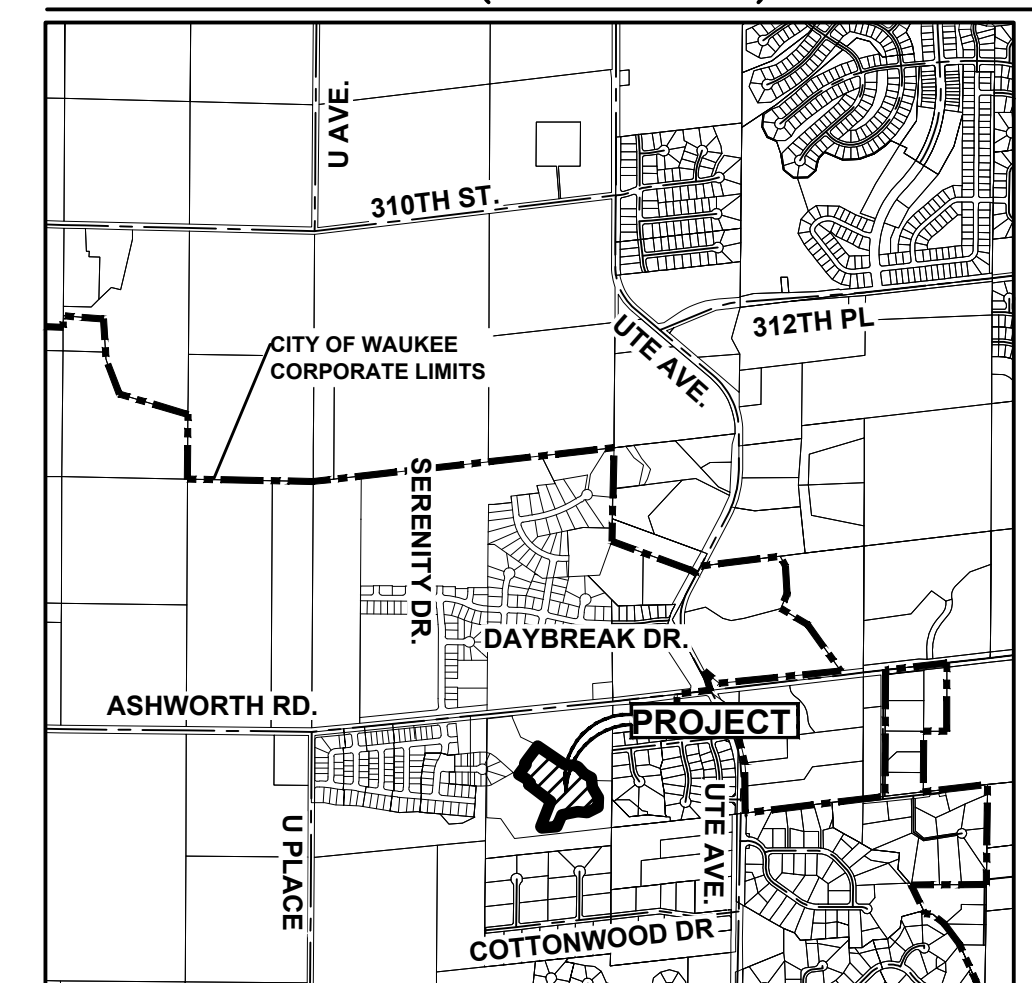 U AVE.
310TH ST.
312TH PL
UTE AVE.
CITY OF WAUKEE
CORPORATE LIMITS
SERENITY DR.
DAYBREAK DR.
ASHWORTH RD.
PROJECT
U PLACE
UTE AVE.
COTTONWOOD DR